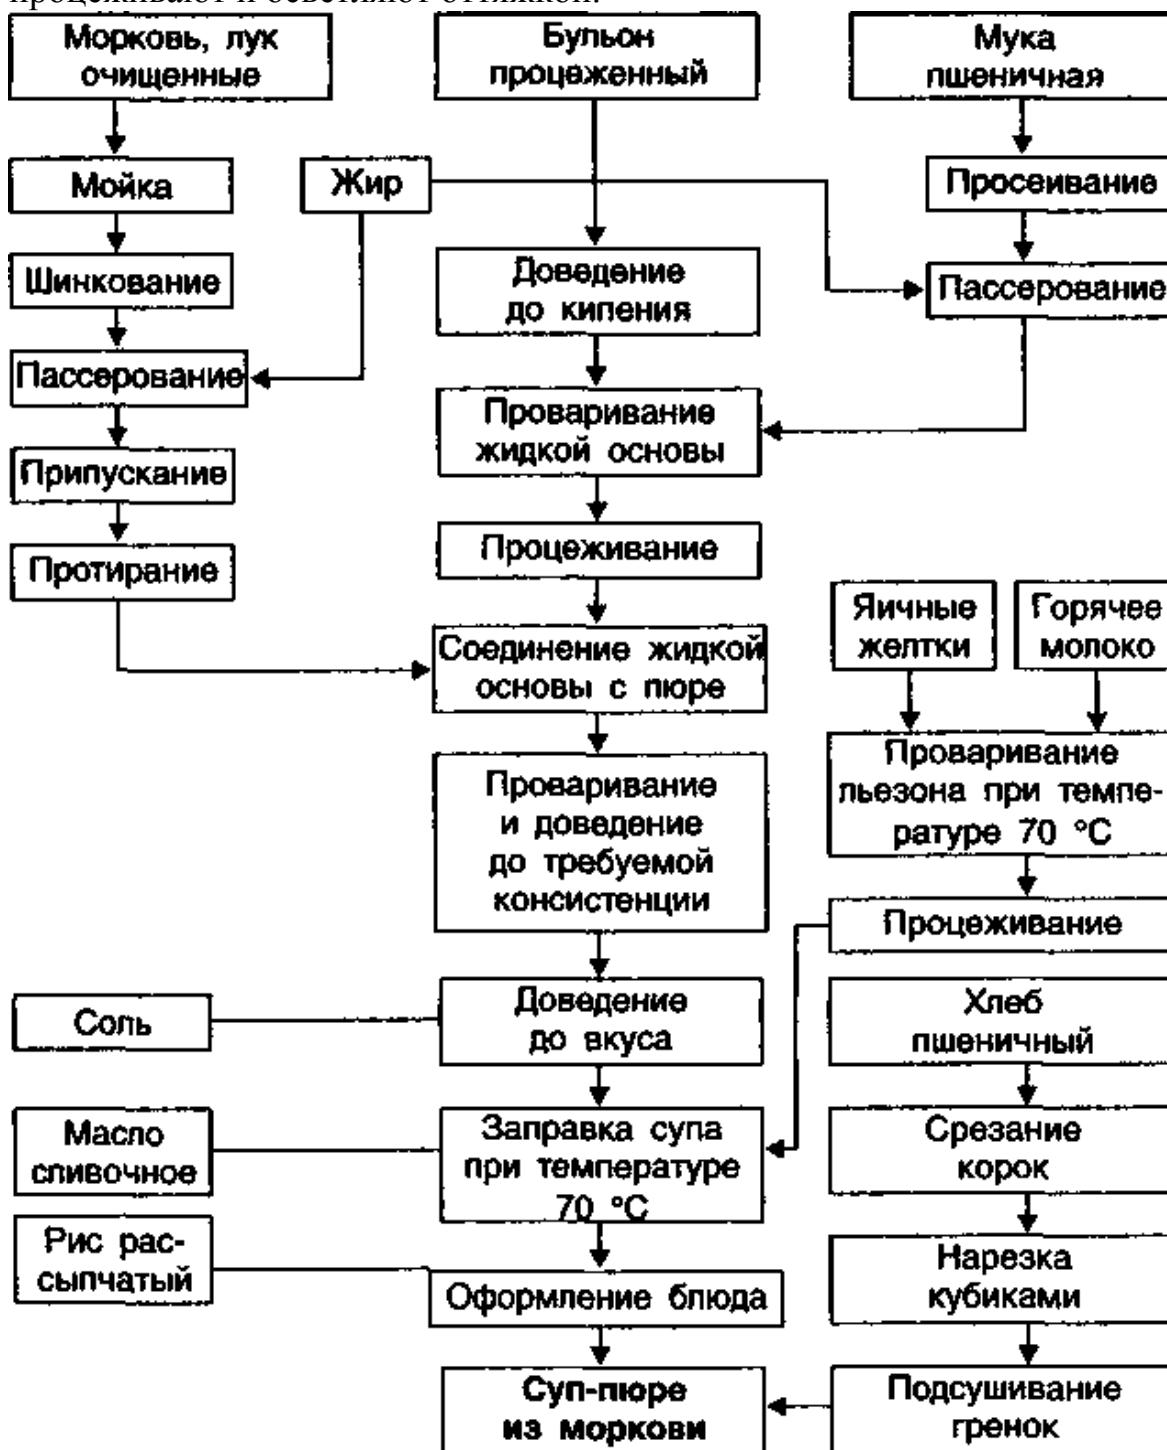 процеживают и осветляют оттяжкой.
Морковь, лук
очищенные
Бульон
процеженный
Мука
пшеничная
Мойка
Жир
Просеивание
Шинкование
Доведение
до кипения
Пассерование
Пассерование
Проваривание
жидкой основы
Припускание
Процеживание
Протирание
Яичные
желтки
Горячее
молоко
Соединение жидкой
основы с пюре
Проваривание
льезона при темпе-
ратуре 70 °С
Проваривание
и доведение
до требуемой
консистенции
Процеживание
Соль
Доведение
до вкуса
Хлеб
пшеничный
Масло
сливочное
Заправка супа
при температуре
70 °С
Срезание
корок
Рис рас-
сыпчатый
Оформление блюда
Нарезка
кубиками
Суп-пюре
из моркови
Подсушивание
гренок